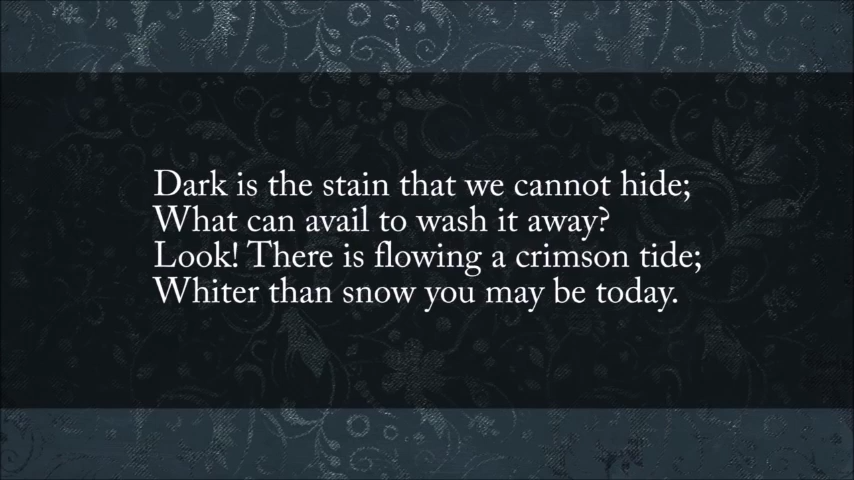 Dark is the stain that we cannot hide;
What can avail to wash it away?
Look! There is flowing a crimson tide;
Whiter than snow you may be today.